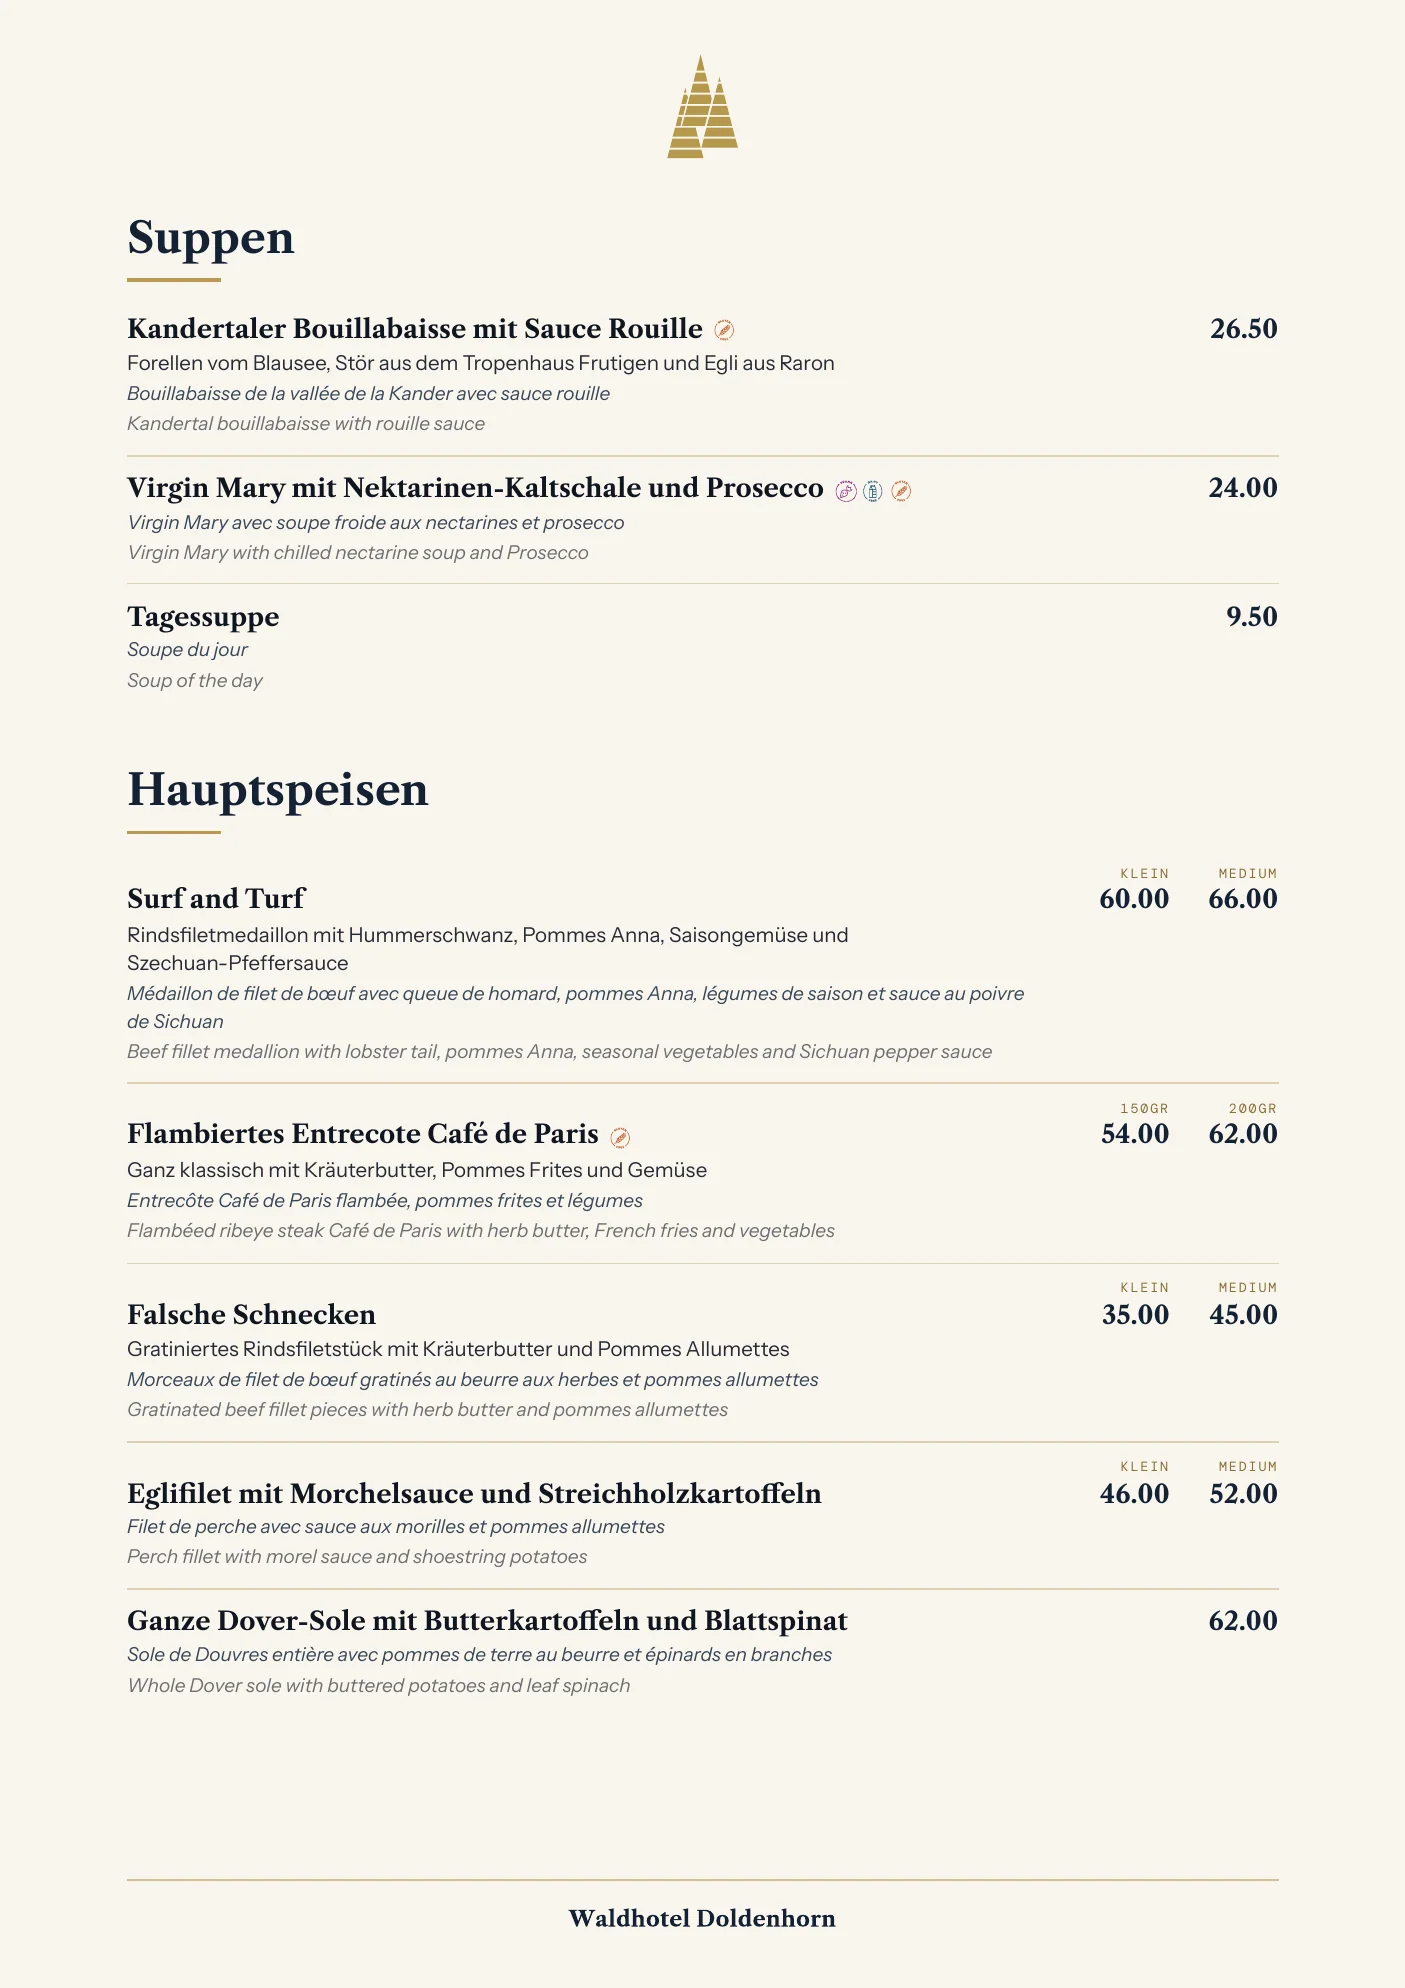 Suppen
Kandertaler Bouillabaisse mit Sauce Rouille 26.50
Forellen vom Blausee, Stör aus dem Tropenhaus Frutigen und Egli aus Raron
Bouillabaisse de la vallée de la Kander avec sauce rouille
Kandertal bouillabaisse with rouille sauce
Virgin Mary mit Nektarinen-Kaltschale und Prosecco 24.00
Virgin Mary avec soupe froide aux nectarines et prosecco
Virgin Mary with chilled nectarine soup and Prosecco
Tagessuppe 9.50
Soupe du jour
Soup of the day
Hauptspeisen
KLEIN MEDIUM
Surf and Turf 60.00 66.00
Rindsfiletmedaillon mit Hummerschwanz, Pommes Anna, Saisongemüse und
Szechuan-Pfeffersauce
Médaillon de filet de bœuf avec queue de homard, pommes Anna, légumes de saison et sauce au poivre
de Sichuan
Beef fillet medallion with lobster tail, pommes Anna, seasonal vegetables and Sichuan pepper sauce
150GR 200GR
Flambiertes Entrecote Café de Paris 54.00 62.00
Ganz klassisch mit Kräuterbutter, Pommes Frites und Gemüse
Entrecôte Café de Paris flambée, pommes frites et légumes
Flambéed ribeye steak Café de Paris with herb butter, French fries and vegetables
KLEIN MEDIUM
Falsche Schnecken 35.00 45.00
Gratiniertes Rindsfiletstück mit Kräuterbutter und Pommes Allumettes
Morceaux de filet de bœuf gratinés au beurre aux herbes et pommes allumettes
Gratinated beef fillet pieces with herb butter and pommes allumettes
KLEIN MEDIUM
Eglifilet mit Morchelsauce und Streichholzkartoffeln 46.00 52.00
Filet de perche avec sauce aux morilles et pommes allumettes
Perch fillet with morel sauce and shoestring potatoes
Ganze Dover-Sole mit Butterkartoffeln und Blattspinat 62.00
Sole de Douvres entière avec pommes de terre au beurre et épinards en branches
Whole Dover sole with buttered potatoes and leaf spinach
Waldhotel Doldenhorn